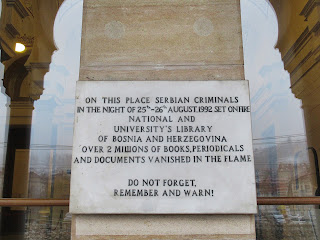 ON THIS PLACE SERBIAN CRIMINALS
IN THE NIGHT OF 25TH-26TH AUGUST, 1992. SET ON FIRE
NATIONAL AND
UNIVERSITY'S LIBRARY
OF BOSNIA AND HERZEGOVINA
OVER 2 MILLIONS OF BOOKS, PERIODICALS
AND DOCUMENTS VANISHED IN THE FLAME
DO NOT FORGET,
REMEMBER AND WARN!